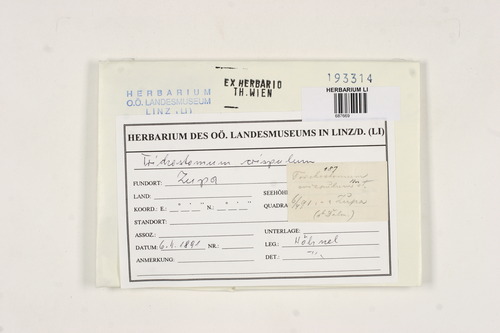 193314
EX HERBARIO
TH. WIEN
HERBARIUM
O.Ö. LANDESMUSEUM
LINZ (LI)
HERBARIUM LI
HERBARIUM DES OÖ. LANDESMUSEUMS IN LINZ/D. (LI)
Trichostomum crispulum
FUNDORT: Zupa
LAND:
SEEHÖHE
KOORD.: E.: ° ' " N.: ° ' "
QUADRA
STANDORT:
ASSOZ.:
UNTERLAGE:
DATUM: 6.4.1891 NR.:
LEG.: Höhnel
ANMERKUNG:
DET.: "